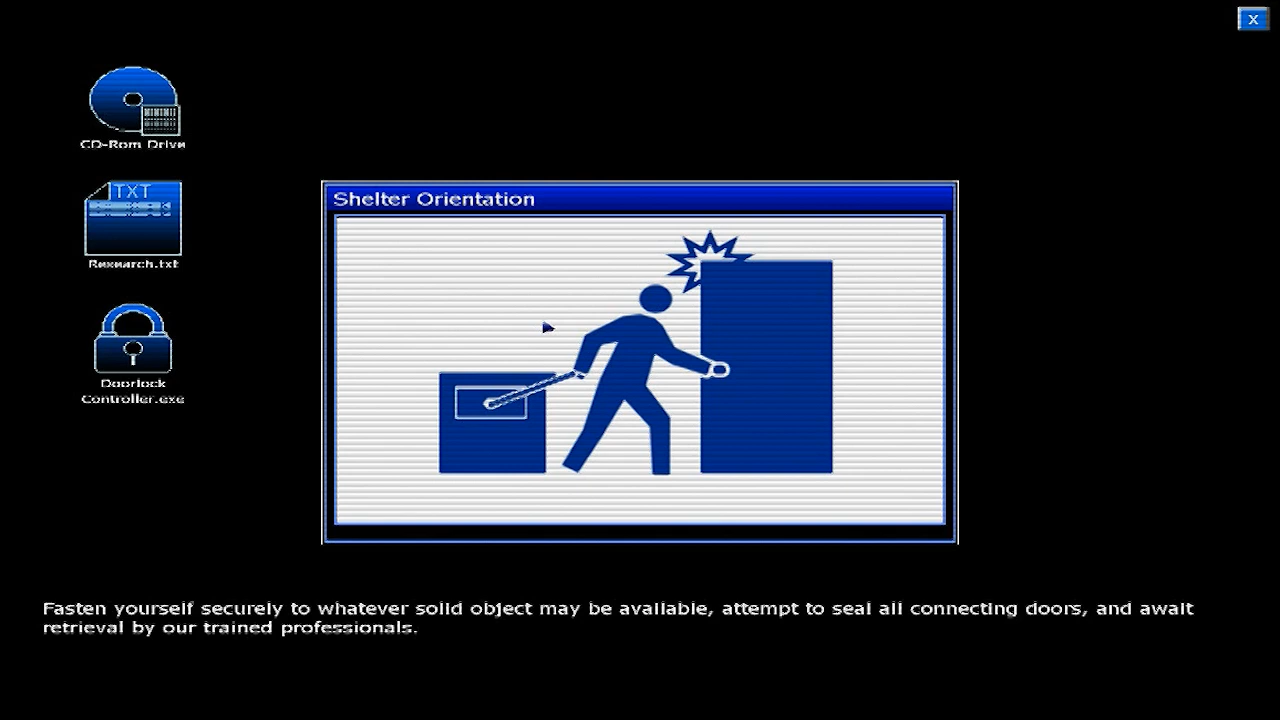 X
CD-Rom Drive
TXT
Research.txt
Doorlock
Controller.exe
Shelter Orientation
Fasten yourself securely to whatever solid object may be available, attempt to seal all connecting doors, and await
retrieval by our trained professionals.